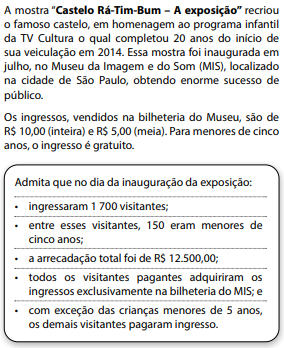 A mostra “Castelo Rá-Tim-Bum – A exposição” recriou
o famoso castelo, em homenagem ao programa infantil
da TV Cultura o qual completou 20 anos do início de
sua veiculação em 2014. Essa mostra foi inaugurada em
julho, no Museu da Imagem e do Som (MIS), localizado
na cidade de São Paulo, obtendo enorme sucesso de
público.
Os ingressos, vendidos na bilheteria do Museu, são de
R$ 10,00 (inteira) e R$ 5,00 (meia). Para menores de cinco
anos, o ingresso é gratuito.
Admita que no dia da inauguração da exposição:
• ingressaram 1 700 visitantes;
• entre esses visitantes, 150 eram menores de
cinco anos;
• a arrecadação total foi de R$ 12.500,00;
• todos os visitantes pagantes adquiriram os
ingressos exclusivamente na bilheteria do MIS; e
• com exceção das crianças menores de 5 anos,
os demais visitantes pagaram ingresso.